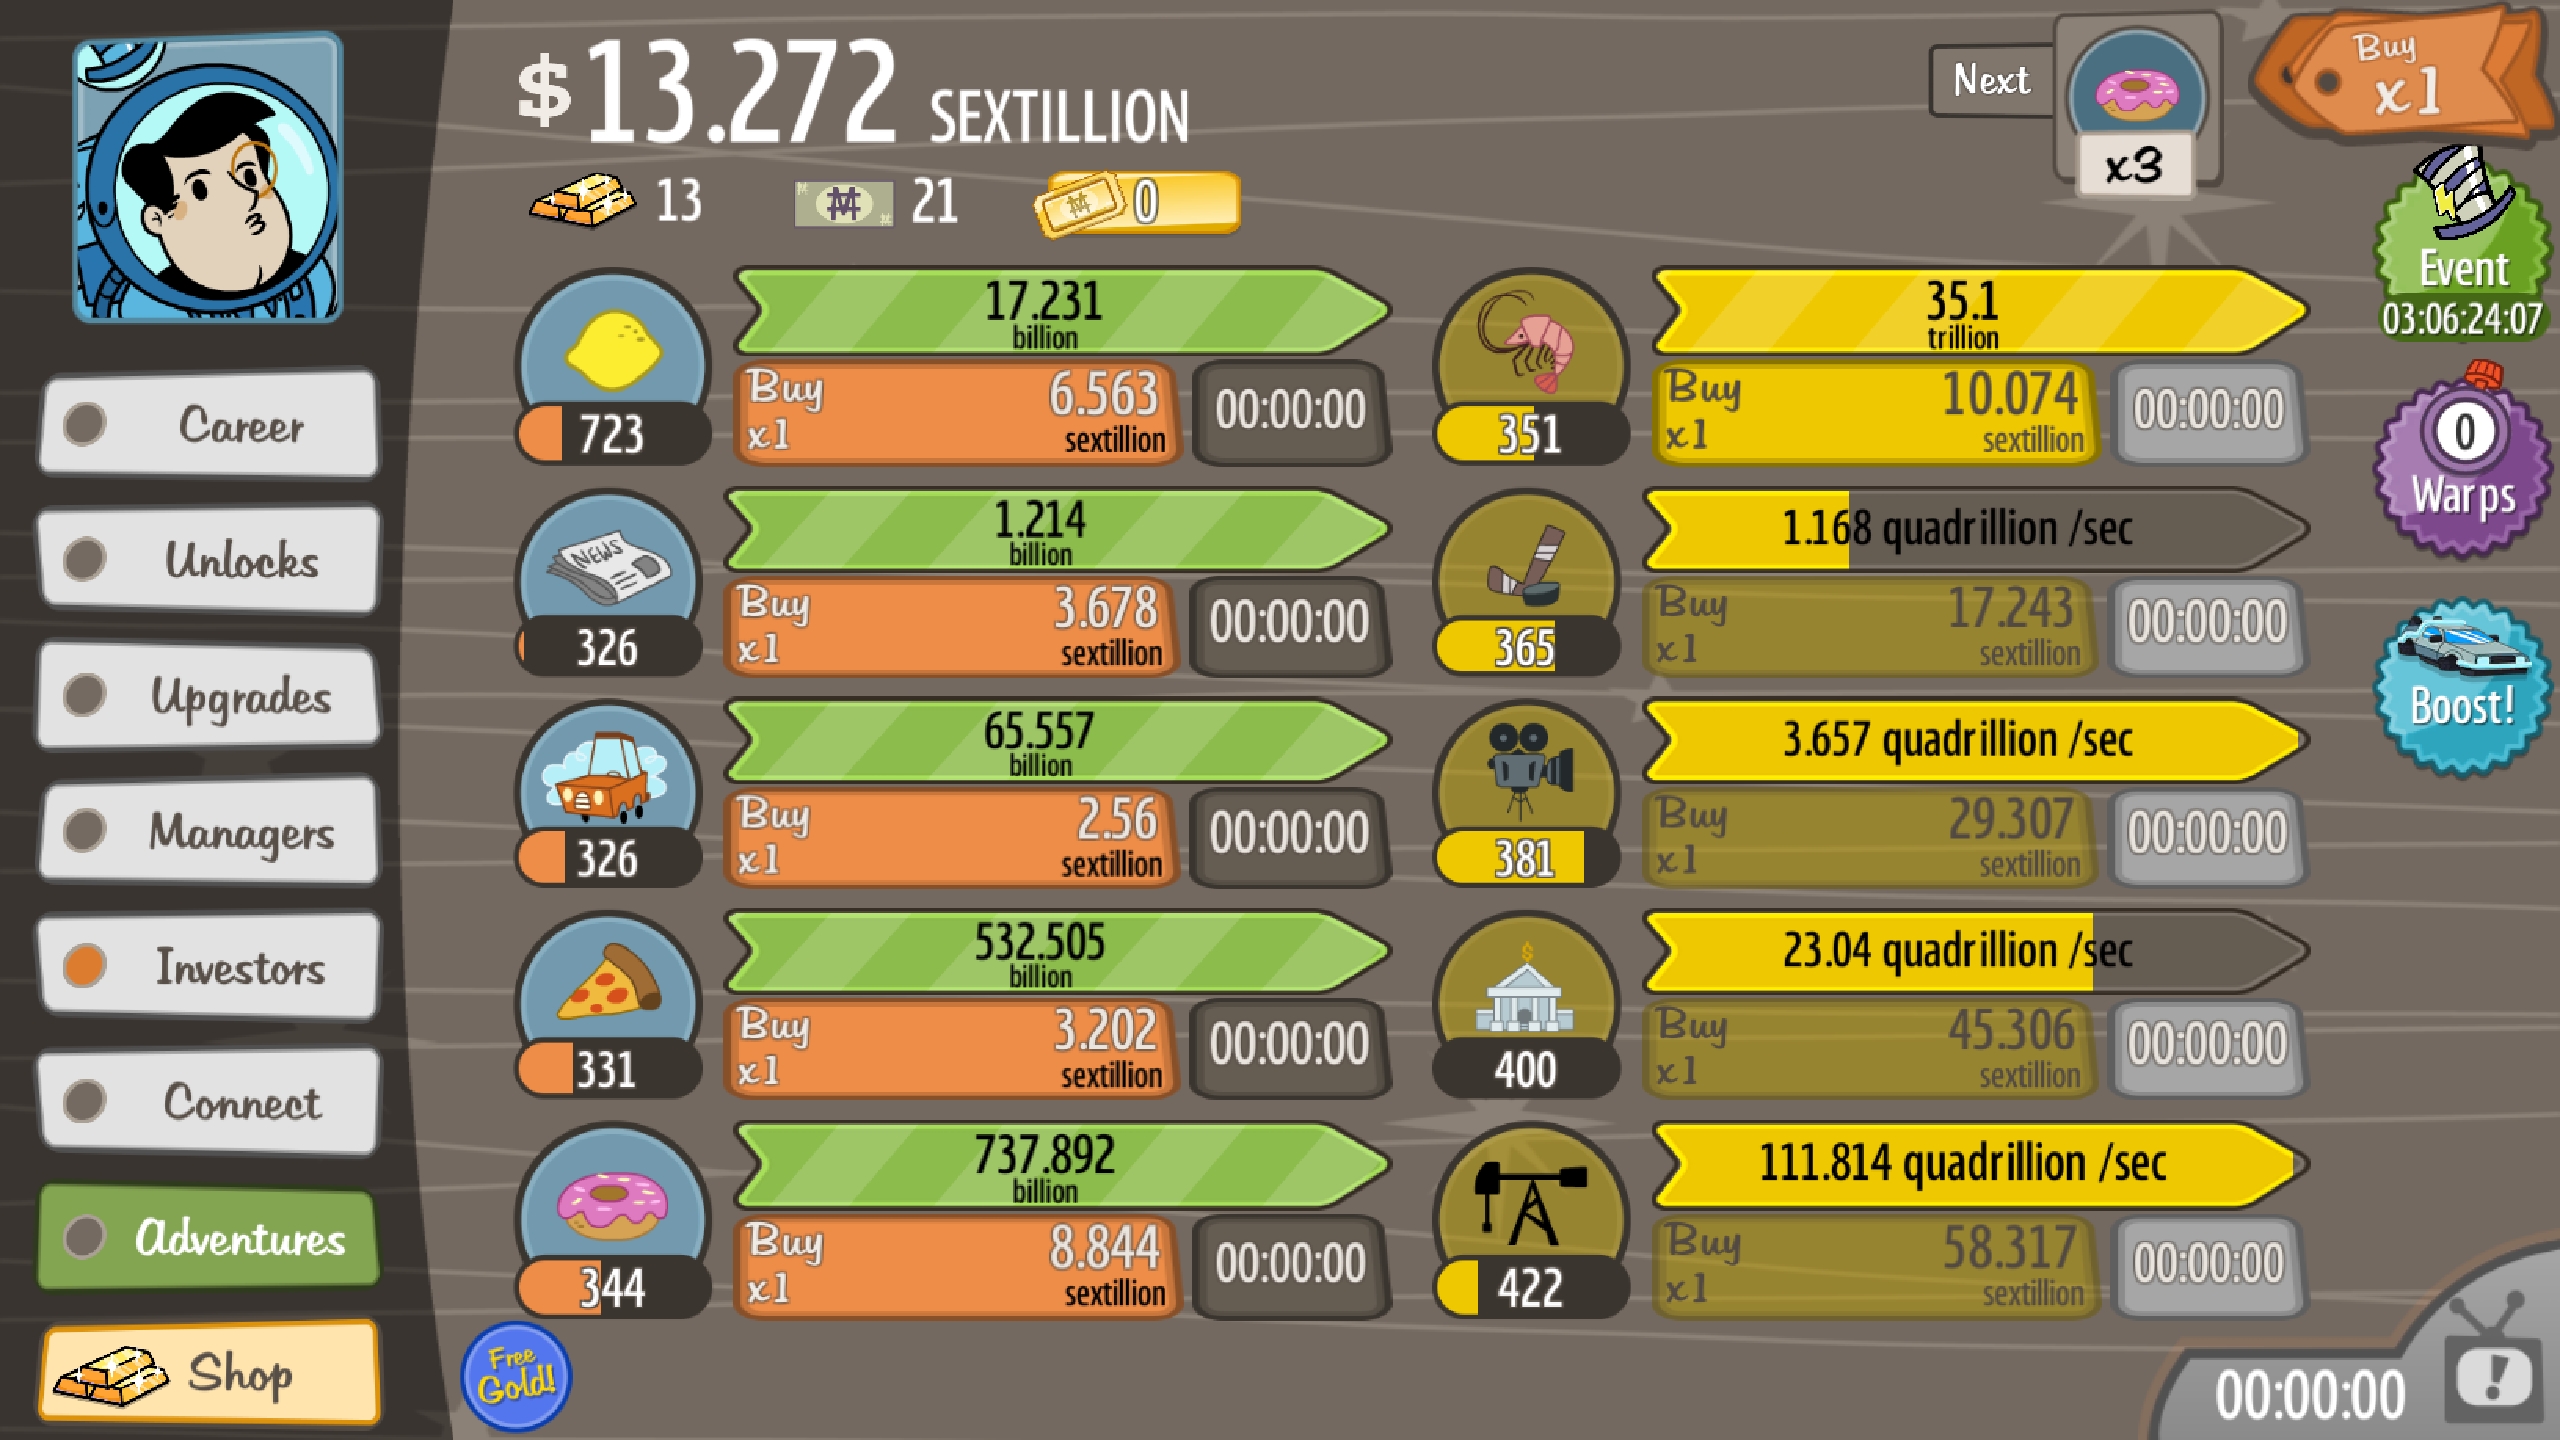 $13.272 SEXTILLION
13
21
0
Next
x3
Buy
x1
Event
03:06:24:07
0
Warps
Boost!
Career
Unlocks
Upgrades
Managers
Investors
Connect
Adventures
Shop
Free
Gold!
17.231
billion
723
Buy
x1
6.563
sextillion
00:00:00
NEWS
1.214
billion
326
Buy
x1
3.678
sextillion
00:00:00
65.557
billion
326
Buy
x1
2.56
sextillion
00:00:00
532.505
billion
331
Buy
x1
3.202
sextillion
00:00:00
737.892
billion
344
Buy
x1
8.844
sextillion
00:00:00
35.1
trillion
351
Buy
x1
10.074
sextillion
00:00:00
1.168 quadrillion /sec
365
Buy
x1
17.243
sextillion
00:00:00
3.657 quadrillion /sec
381
Buy
x1
29.307
sextillion
00:00:00
$
23.04 quadrillion /sec
400
Buy
x1
45.306
sextillion
00:00:00
111.814 quadrillion /sec
422
Buy
x1
58.317
sextillion
00:00:00
00:00:00
!